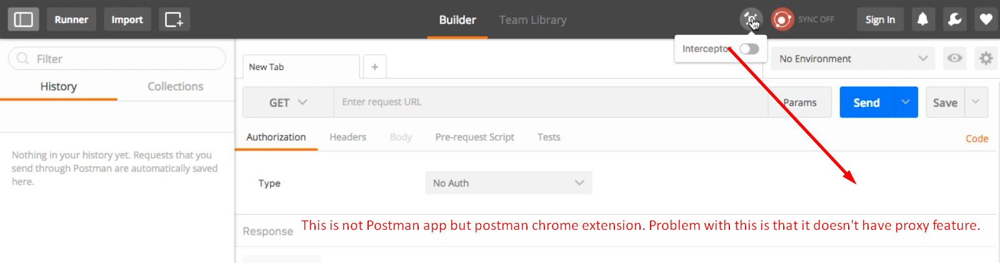 Runner
Import
Builder
Team Library
SYNC OFF
Sign In
Interceptor
Filter
No Environment
New Tab
+
History
Collections
GET
Enter request URL
Params
Send
Save
Authorization
Headers
Body
Pre-request Script
Tests
Code
Nothing in your history yet. Requests that you
send through Postman are automatically saved
here.
Type
No Auth
This is not Postman app but postman chrome extension. Problem with this is that it doesn't have proxy feature.
Response